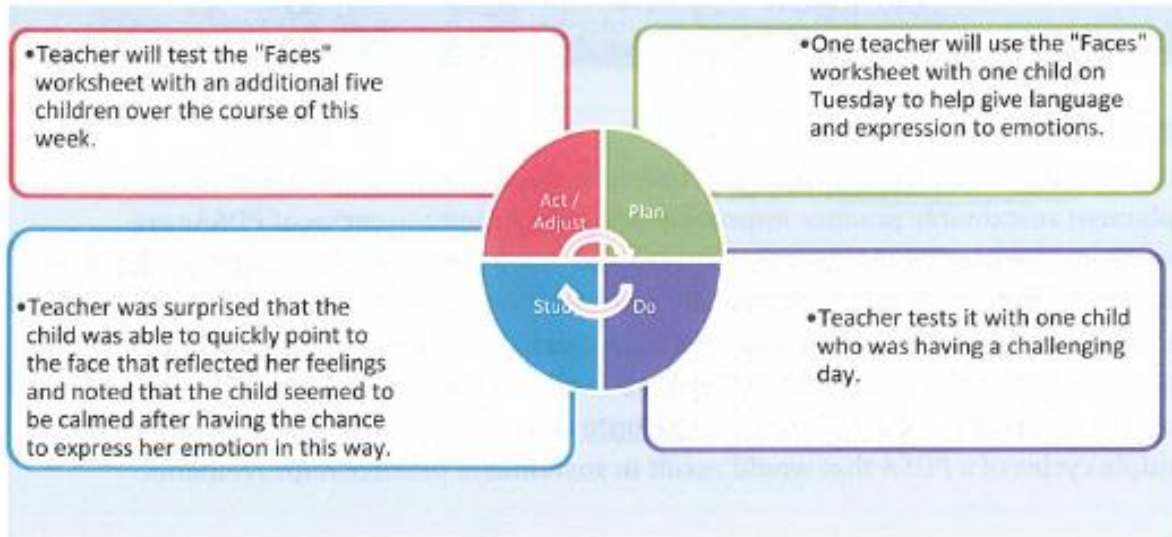 •Teacher will test the "Faces"
worksheet with an additional five
children over the course of this
week.
•One teacher will use the "Faces"
worksheet with one child on
Tuesday to help give language
and expression to emotions.
Act /
Adjust
Plan
Stud
Do
•Teacher was surprised that the
child was able to quickly point to
the face that reflected her feelings
and noted that the child seemed to
be calmed after having the chance
to express her emotion in this way.
•Teacher tests it with one child
who was having a challenging
day.